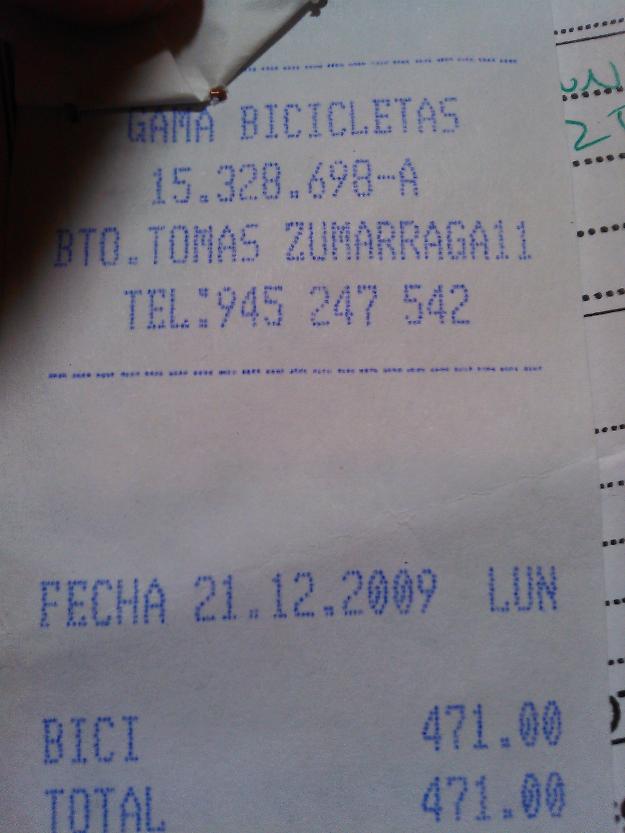 GAMA BICICLETAS
15.328.698-A
BTO.TOMAS ZUMARRAGA11
TEL:945 247 542
FECHA 21.12.2009 LUN
BICI 471.00
TOTAL 471.00